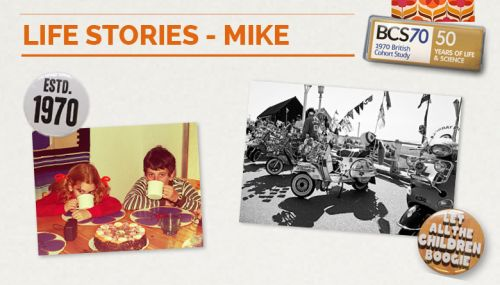 LIFE STORIES - MIKE
BCS70
1970 British
Cohort Study
50
YEARS OF LIFE
& SCIENCE
ESTD.
1970
LET
ALL THE
CHILDREN
BOOGIE